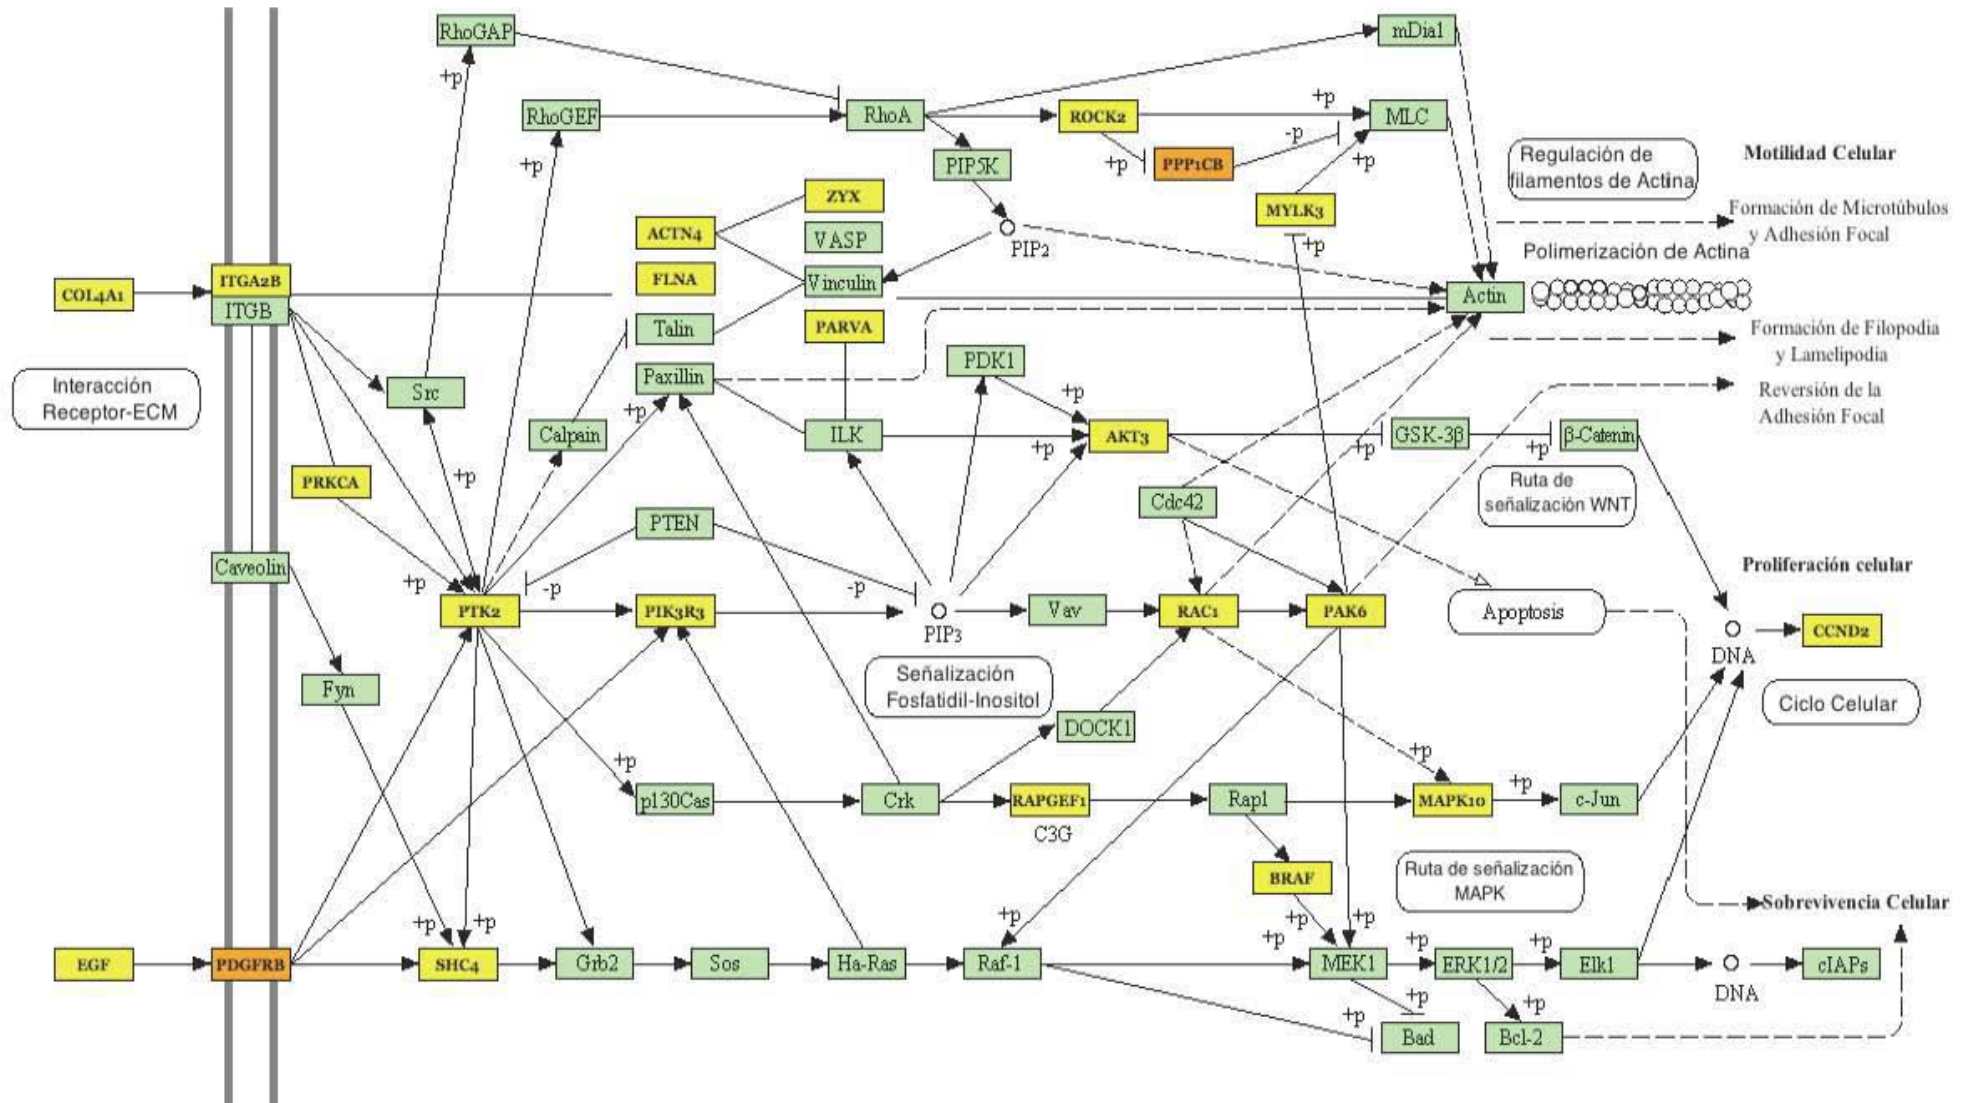 RhoGAP
mDia1
+p
RhoGEF
RhoA
ROCK2
+p
MLC
+p
-p
+p
PPP1CB
+p
PIP5K
Regulación de
filamentos de Actina
Motilidad Celular
ZYX
MYLK3
Formación de Microtúbulos
y Adhesión Focal
ACTN4
VASP
PIP2
+p
Polimerización de Actina
COL4A1
ITGA2B
ITGB
FLNA
Vinculin
Actin
Talin
PARVA
Formación de Filopodia
y Lamelipodia
Interacción
Receptor-ECM
Src
Paxillin
PDK1
+p
Reversión de la
Adhesión Focal
+p
Calpain
ILK
+p
AKT3
+p
GSK-3β
+p
β-Catenin
PRKCA
+p
Cdc42
Ruta de
señalización WNT
PTEN
Caveolin
+p
-p
-p
Proliferación celular
PTK2
PIK3R3
PIP3
Vav
RAC1
PAK6
Apoptosis
CCND2
DNA
Fyn
Señalización
Fosfatidil-Inositol
DOCK1
Ciclo Celular
+p
+p
p130Cas
Crk
RAPGEF1
C3G
Rap1
MAPK10
+p
c-Jun
BRAF
Ruta de señalización
MAPK
+p
+p
+p
+p
+p
Sobrevivencia Celular
EGF
PDGFRB
SHC4
Grb2
Sos
Ha-Ras
Raf-1
+p
MEK1
+p
ERK1/2
+p
Elk1
DNA
cIAPs
+p
+p
+p
Bad
Bcl-2